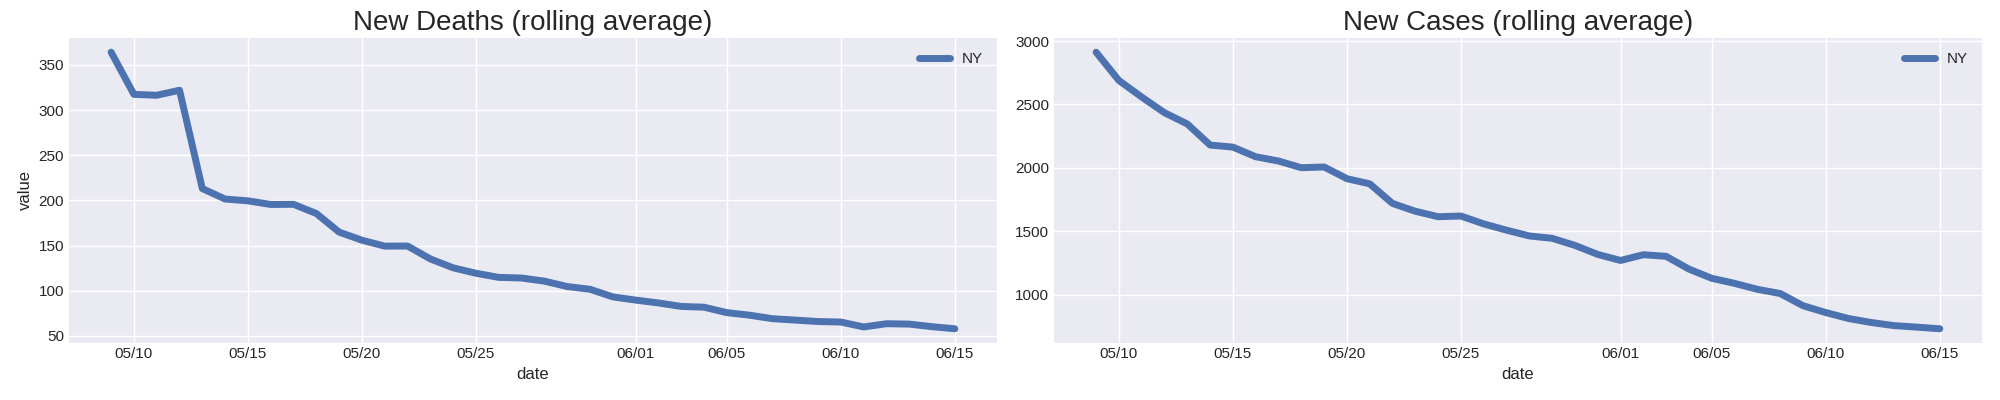 New Deaths (rolling average)
NY
350
300
250
200
150
100
50
value
05/10 05/15 05/20 05/25 06/01 06/05 06/10 06/15
date
New Cases (rolling average)
NY
3000
2500
2000
1500
1000
05/10 05/15 05/20 05/25 06/01 06/05 06/10 06/15
date